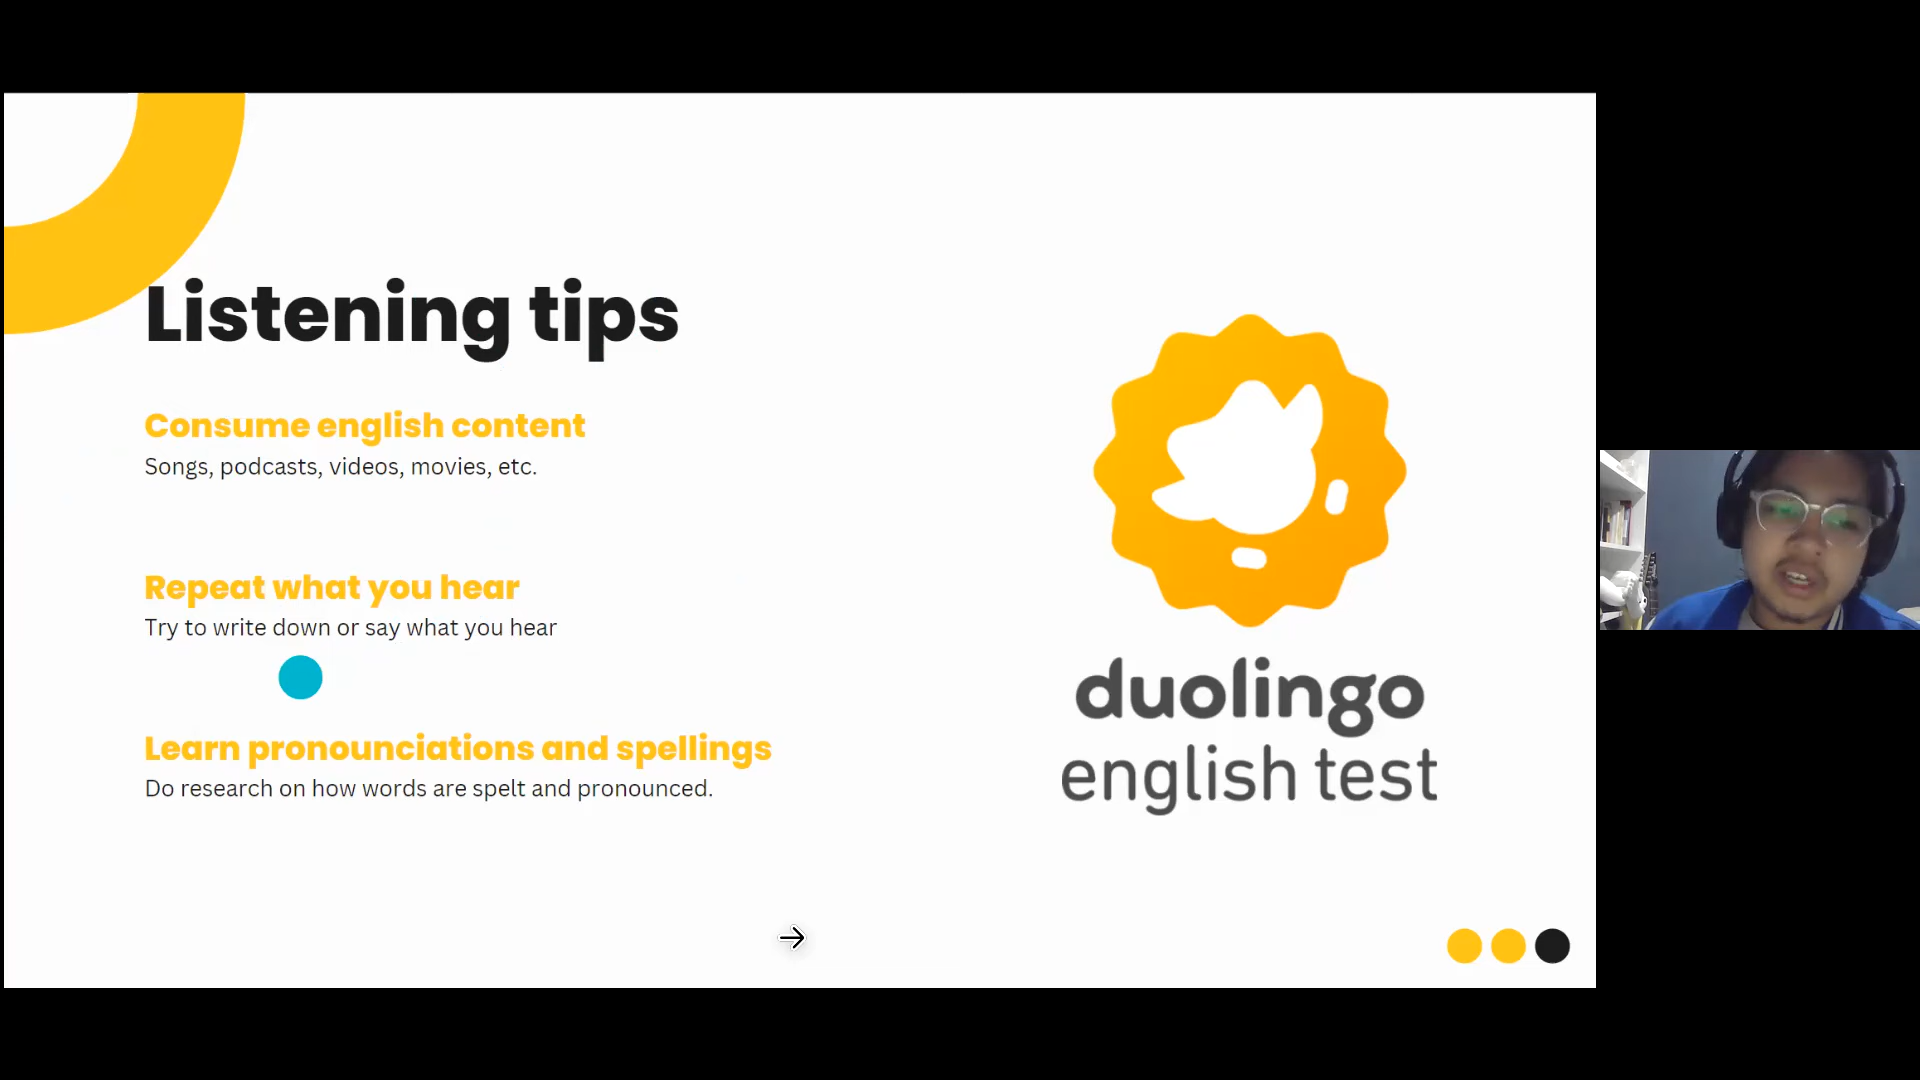 Listening tips
Consume english content
Songs, podcasts, videos, movies, etc.
Repeat what you hear
Try to write down or say what you hear
Learn pronounciations and spellings
Do research on how words are spelt and pronounced.
duolingo
english test